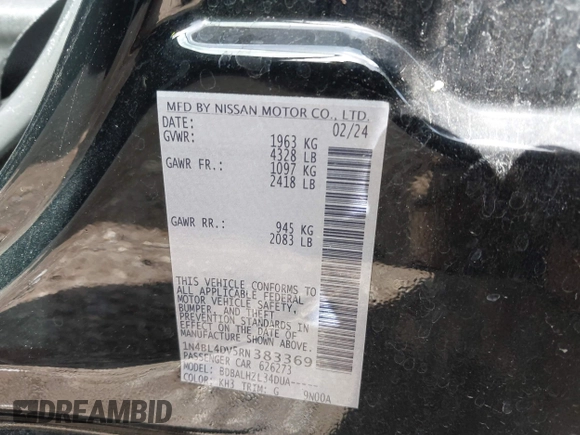 MFD BY NISSAN MOTOR CO., LTD.
DATE: 02/24
GVWR: 1963 KG
4328 LB
GAWR FR.: 1097 KG
2418 LB
GAWR RR.: 945 KG
2083 LB
THIS VEHICLE CONFORMS TO
ALL APPLICABLE FEDERAL
MOTOR VEHICLE SAFETY,
BUMPER, AND THEFT
PREVENTION STANDARDS IN
EFFECT ON THE DATE OF
MANUFACTURE SHOWN ABOVE.
1N4BL4DV5RN383369
PASSENGER CAR 626273
MODEL: BDBALHZL34DUA-----
COLOR: KH3 TRIM: G 9N00A
DREAMBID